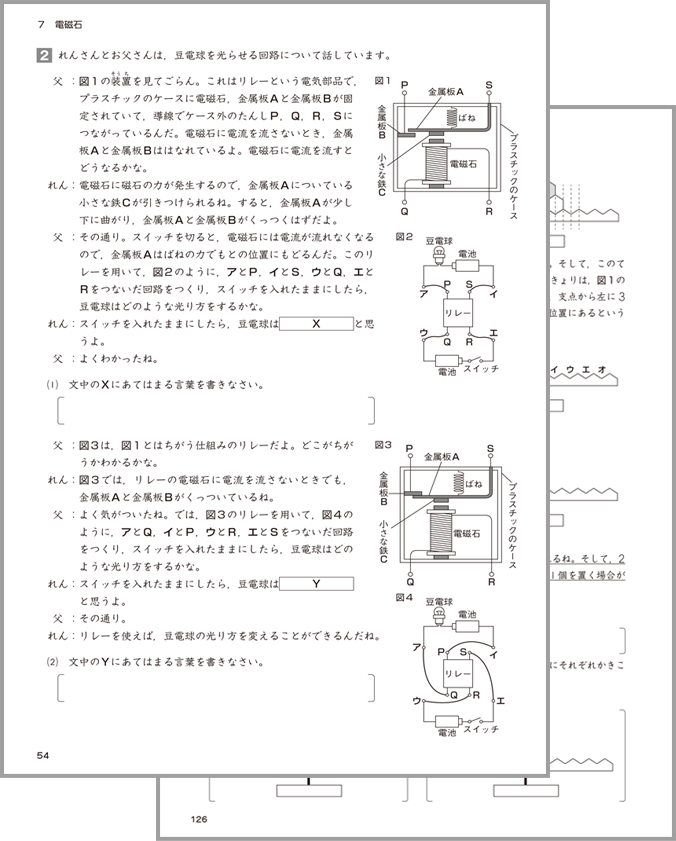 7 電磁石
2 れんさんとお父さんは，豆電球を光らせる回路について話しています。
父：図1の装置を見てごらん。これはリレーという電気部品で，
プラスチックのケースに電磁石，金属板Aと金属板Bが固
定されていて，導線でケース外のたんしP，Q，R，Sに
つながっているんだ。電磁石に電流を流さないとき，金属
板Aと金属板Bははなれているよ。電磁石に電流を流すと
どうなるかな。
れん：電磁石に磁石の力が発生するので，金属板Aについている
小さな鉄Cが引きつけられるね。すると，金属板Aが少し
下に曲がり，金属板Aと金属板Bがくっつくはずだよ。
父：その通り。スイッチを切ると，電磁石には電流が流れなくなる
ので，金属板Aはばねの力でもとの位置にもどるんだ。このリ
レーを用いて，図2のように，アとP，イとS，ウとQ，エと
Rをつないだ回路をつくり，スイッチを入れたままにしたら，
豆電球はどのような光り方をするかな。
れん：スイッチを入れたままにしたら，豆電球は X と思
うよ。
父：よくわかったね。
(1) 文中のXにあてはまる言葉を書きなさい。
図1
P
S
金属板A
金属板B
ばね
小さな鉄C
電磁石
プラスチックのケース
Q
R
図2
豆電球
電池
P
S
ア
イ
リレー
ウ
エ
Q
R
電池
スイッチ
父：図3は，図1とはちがう仕組みのリレーだよ。どこがちが
うかわかるかな。
れん：図3では，リレーの電磁石に電流を流さないときでも，
金属板Aと金属板Bがくっついているね。
父：よく気がついたね。では，図3のリレーを用いて，図4の
ように，アとQ，イとP，ウとR，エとSをつないだ回路
をつくり，スイッチを入れたままにしたら，豆電球はどの
ような光り方をするかな。
れん：スイッチを入れたままにしたら，豆電球は Y
と思うよ。
父：その通り。
れん：リレーを使えば，豆電球の光り方を変えることができるんだね。
(2) 文中のYにあてはまる言葉を書きなさい。
図3
P
S
金属板A
金属板B
ばね
小さな鉄C
電磁石
プラスチックのケース
Q
R
図4
豆電球
電池
ア
P
S
イ
リレー
Q
R
ウ
エ
電池
スイッチ
54
。そして，このて
きょりは，図1の
，支点から左に3
位置にあるという
イ ウ エ オ
るね。そして，2
1個を置く場合が
にそれぞれかきこ
126